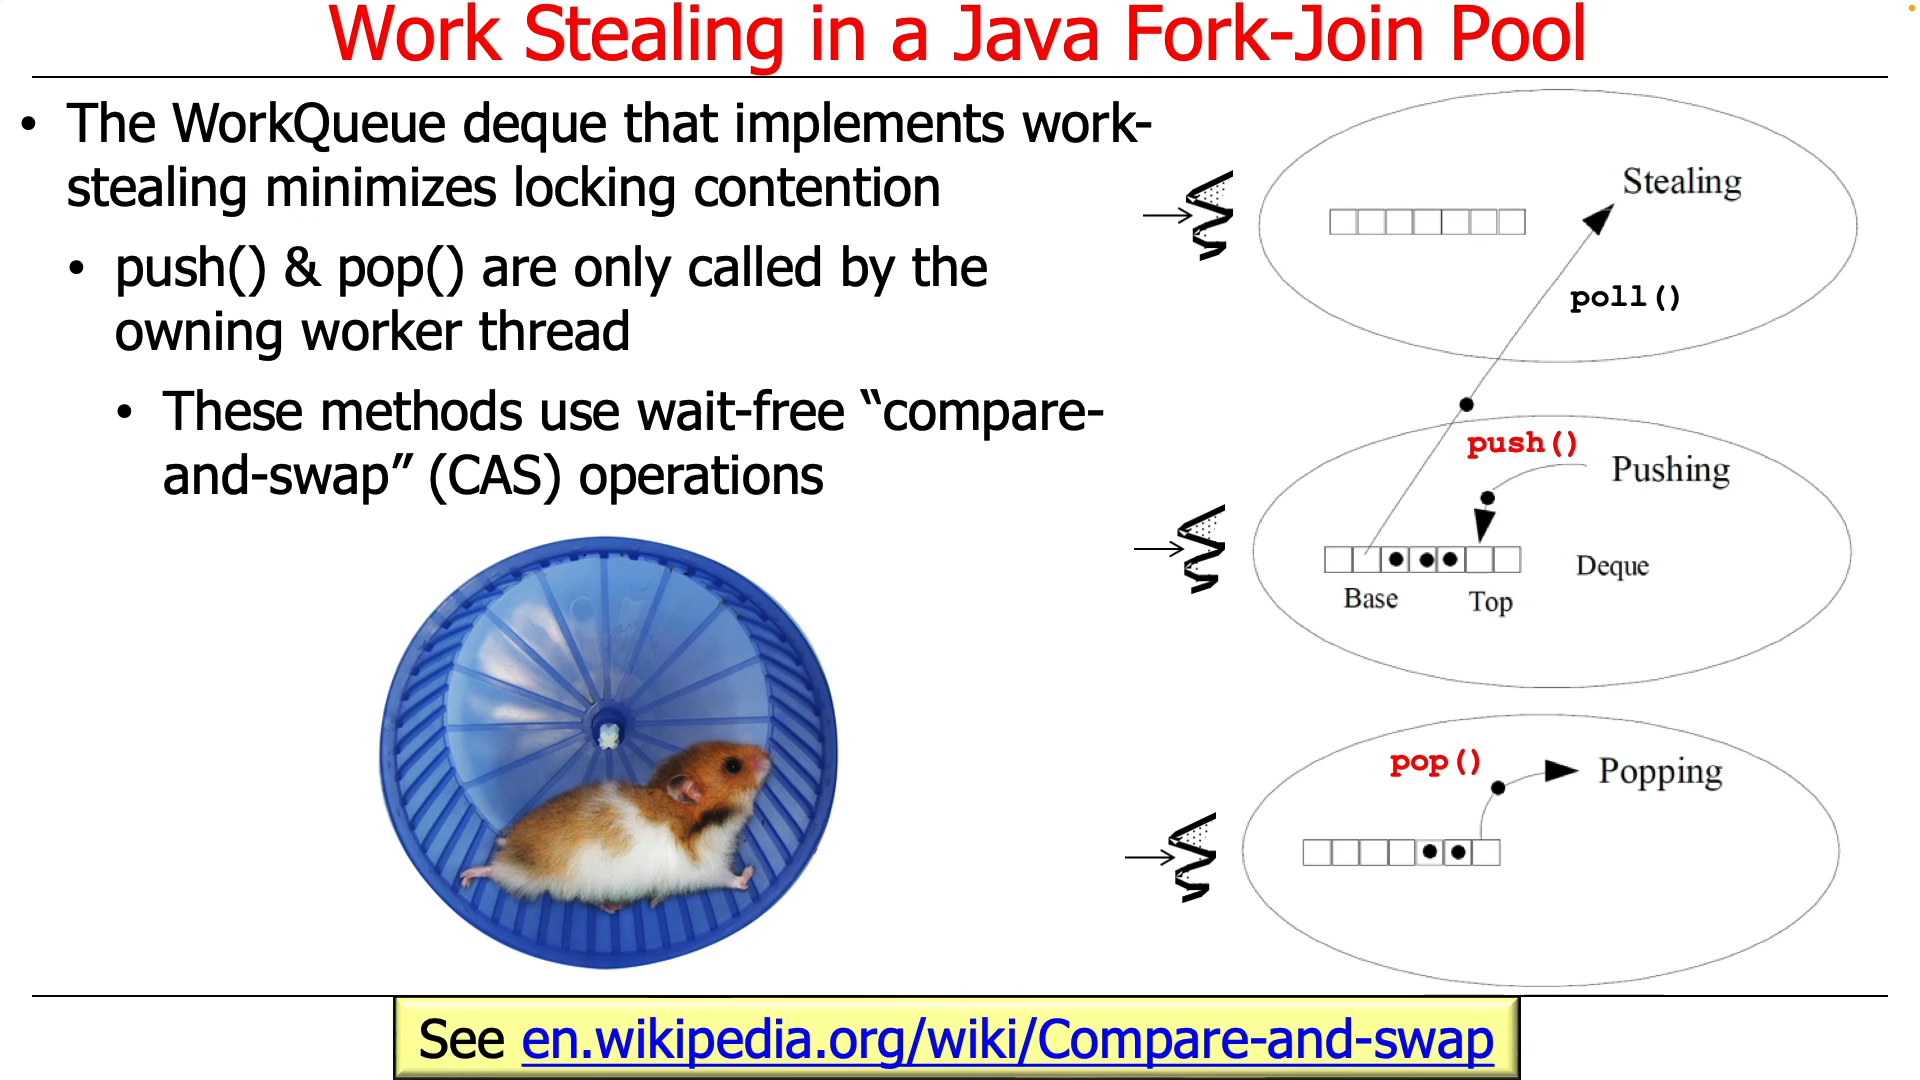 Work Stealing in a Java Fork-Join Pool
• The WorkQueue deque that implements work-
stealing minimizes locking contention
• push() & pop() are only called by the
owning worker thread
• These methods use wait-free “compare-
and-swap” (CAS) operations
Stealing
poll()
push()
Pushing
Deque
Base
Top
pop()
Popping
See en.wikipedia.org/wiki/Compare-and-swap